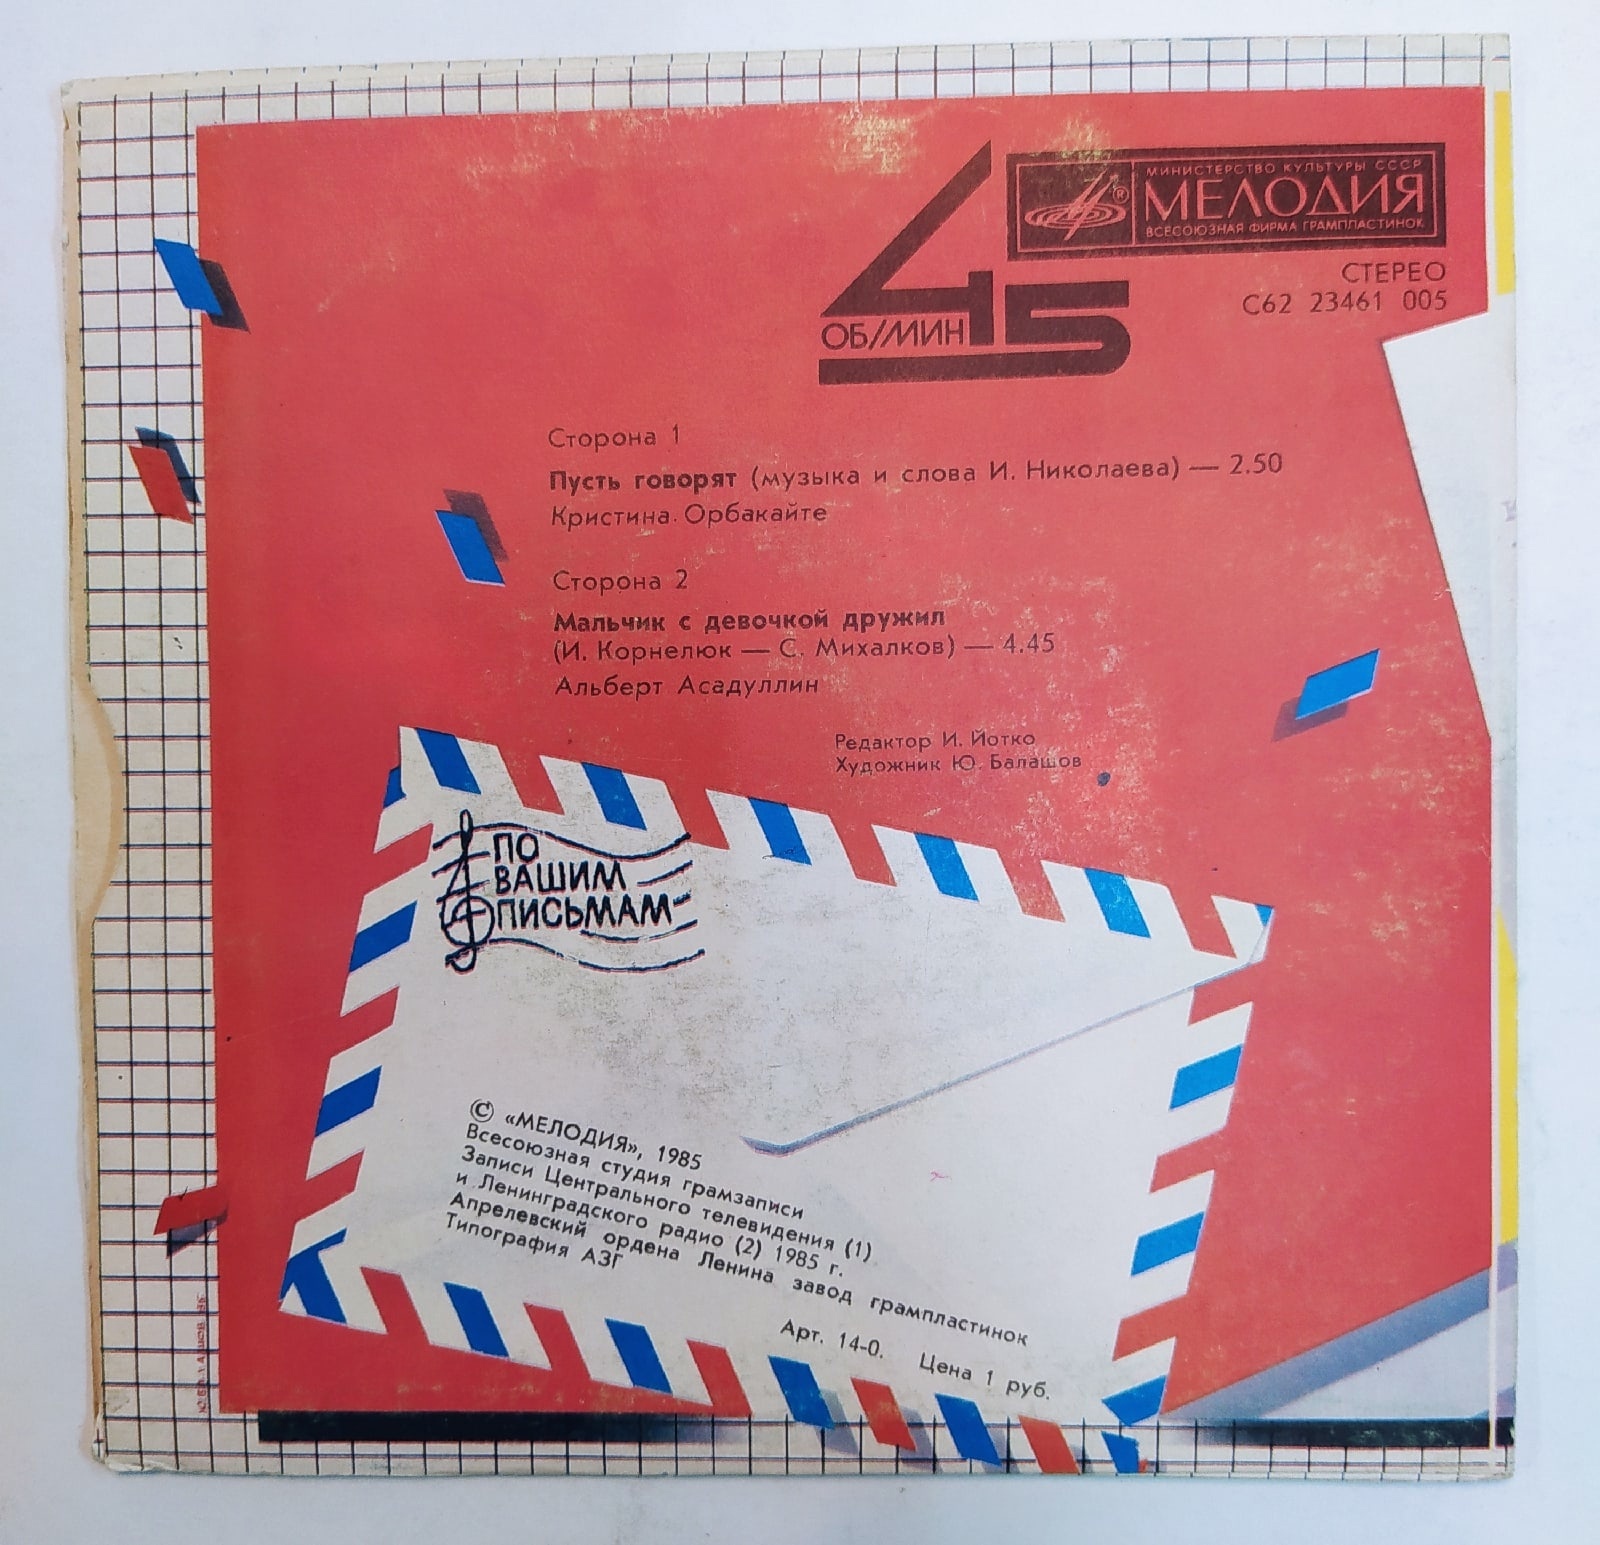 45
ОБ/МИН
МИНИСТЕРСТВО КУЛЬТУРЫ СССР
МЕЛОДИЯ
ВСЕСОЮЗНАЯ ФИРМА ГРАМПЛАСТИНОК
СТЕРЕО
С62 23461 005
Сторона 1
Пусть говорят (музыка и слова И. Николаева) — 2.50
Кристина Орбакайте
Сторона 2
Мальчик с девочкой дружил
(И. Корнелюк — С. Михалков) — 4.45
Альберт Асадуллин
Редактор И. Йотко
Художник Ю. Балашов
ПО
ВАШИМ
ПИСЬМАМ
© «МЕЛОДИЯ», 1985
Всесоюзная студия грамзаписи
Записи Центрального телевидения (1)
и Ленинградского радио (2) 1985 г.
Апрелевский ордена Ленина завод грампластинок
Типография АЗГ
Арт. 14-0. Цена 1 руб.